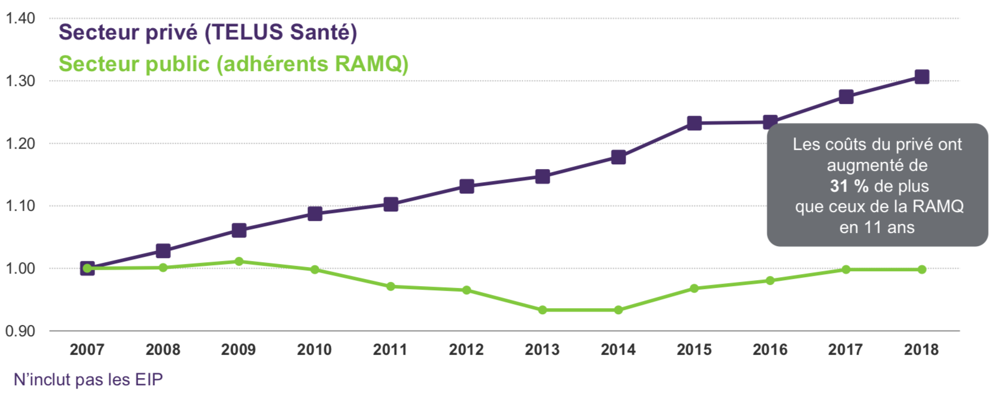 1.40
Secteur privé (TELUS Santé)
Secteur public (adhérents RAMQ)
1.30
1.20
Les coûts du privé ont
augmenté de
31 % de plus
que ceux de la RAMQ
en 11 ans
1.10
1.00
0.90
2007 2008 2009 2010 2011 2012 2013 2014 2015 2016 2017 2018
N’inclut pas les EIP